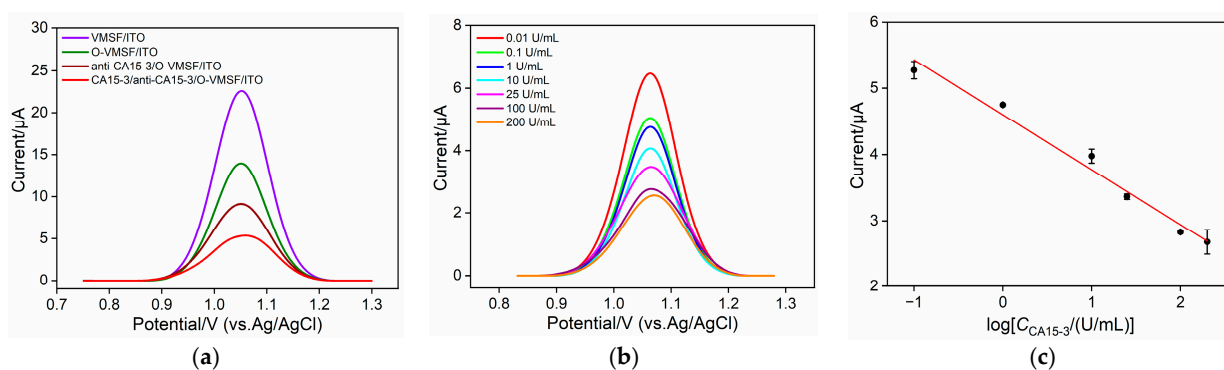 30
25
20
15
10
5
0
Current/μA
VMSF/ITO
O-VMSF/ITO
anti CA15 3/O VMSF/ITO
CA15-3/anti-CA15-3/O-VMSF/ITO
0.7 0.8 0.9 1.0 1.1 1.2 1.3
Potential/V (vs.Ag/AgCl)
(a)
8
6
4
2
0
Current/μA
0.01 U/mL
0.1 U/mL
1 U/mL
10 U/mL
25 U/mL
100 U/mL
200 U/mL
0.8 0.9 1.0 1.1 1.2 1.3
Potential/V (vs.Ag/AgCl)
(b)
6
5
4
3
2
Current/μA
−1 0 1 2
log[CCA15-3/(U/mL)]
(c)